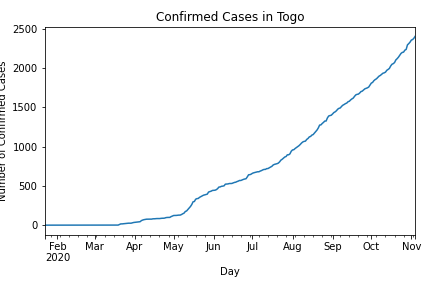 Confirmed Cases in Togo
2500
2000
1500
1000
500
0
Number of Confirmed Cases
Feb Mar Apr May Jun Jul Aug Sep Oct Nov
2020
Day